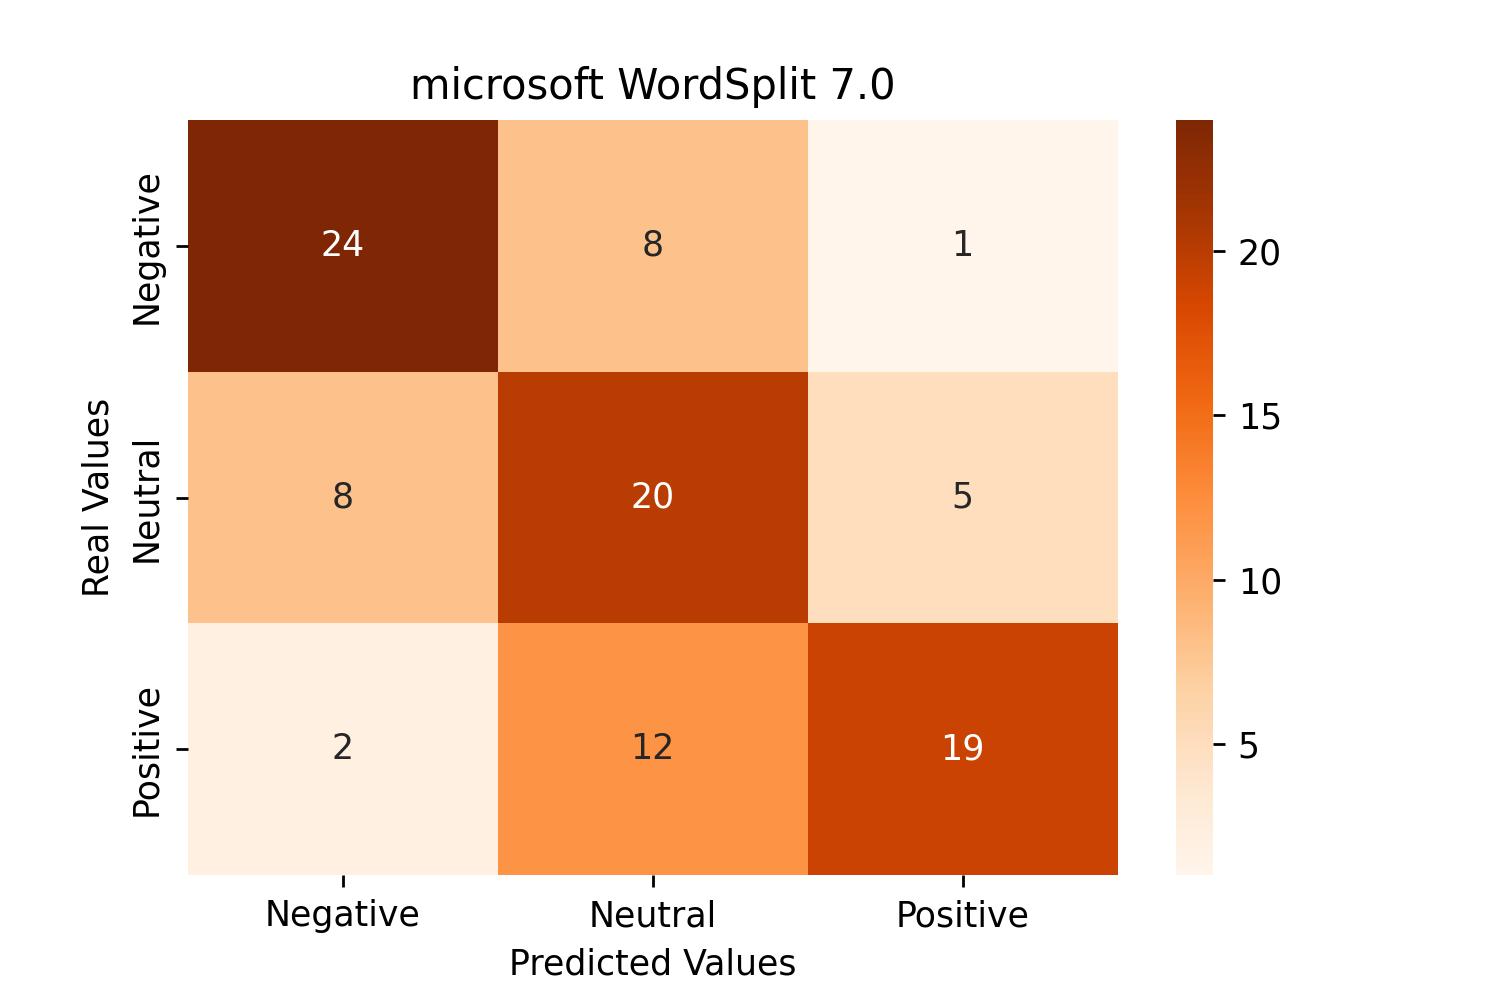 microsoft WordSplit 7.0
Real Values
Negative
24 8 1
Neutral
8 20 5
Positive
2 12 19
Negative Neutral Positive
Predicted Values
20
15
10
5